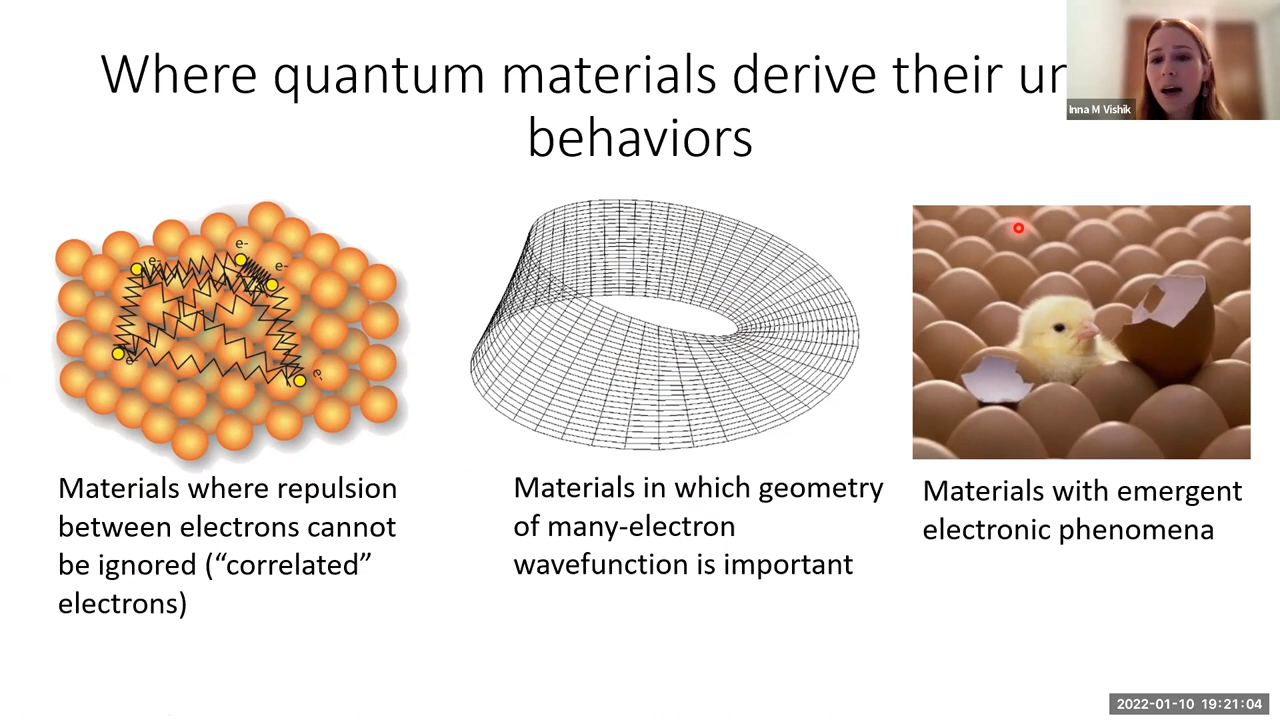 Where quantum materials derive their
behaviors
Inna M Vishik
e-
e-
e-
e-
e-
Materials where repulsion
between electrons cannot
be ignored (“correlated”
electrons)
Materials in which geometry
of many-electron
wavefunction is important
Materials with emergent
electronic phenomena
2022-01-10 19:21:04